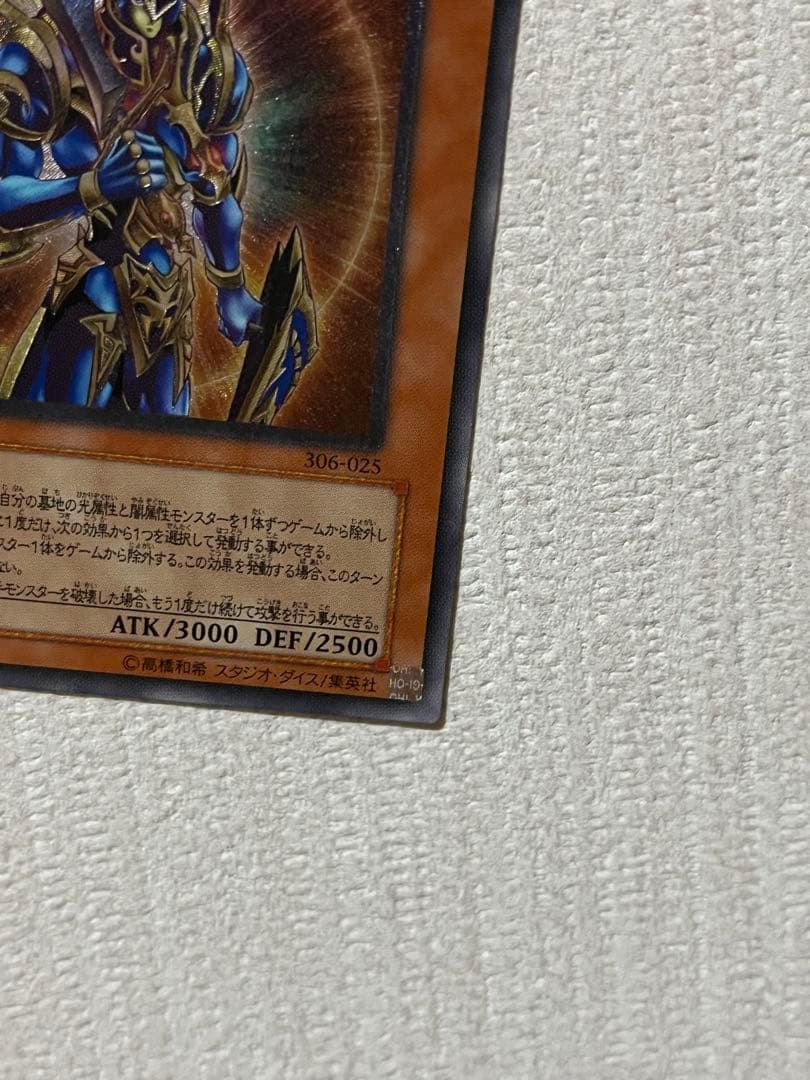 306-025
自分の墓地の光属性と闇属性モンスターを1体ずつゲームから除外し
に1度だけ、次の効果から1つを選択して発動する事ができる。
スター1体をゲームから除外する。この効果を発動する場合、このターン
ない。
モンスターを破壊した場合、もう1度だけ続けて攻撃を行う事ができる。
ATK/3000 DEF/2500
©高橋和希 スタジオ・ダイス/集英社